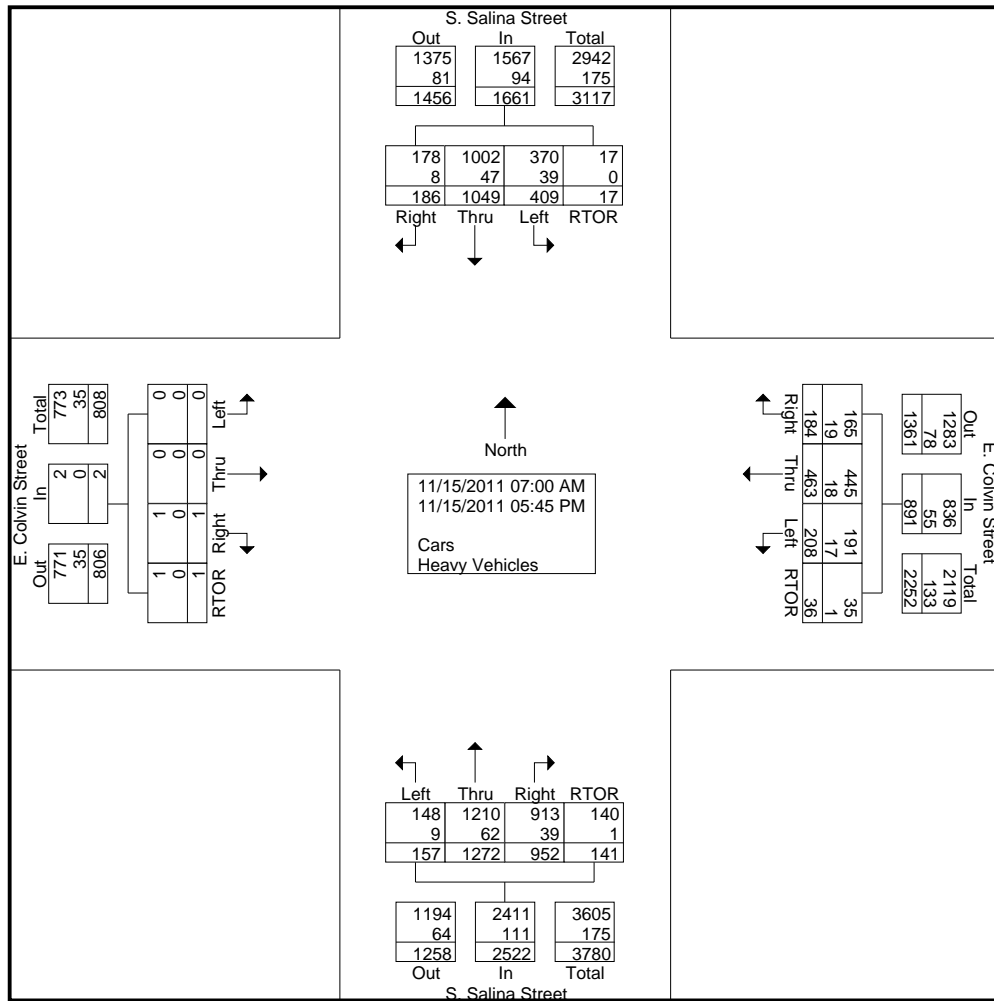 S. Salina Street
Out In Total
1375 1567 2942
81 94 175
1456 1661 3117
178 1002 370 17
8 47 39 0
186 1049 409 17
Right Thru Left RTOR
E. Colvin Street
Total In Out
773 2 771
35 0 35
808 2 806
0 0 1 1
0 0 0 0
0 0 1 1
Left Thru Right RTOR
North
11/15/2011 07:00 AM
11/15/2011 05:45 PM
Cars
Heavy Vehicles
E. Colvin Street
Out In Total
1283 836 2119
78 55 133
1361 891 2252
165 445 191 35
19 18 17 1
184 463 208 36
Right Thru Left RTOR
Left Thru Right RTOR
148 1210 913 140
9 62 39 1
157 1272 952 141
1194 2411 3605
64 111 175
1258 2522 3780
Out In Total
S. Salina Street